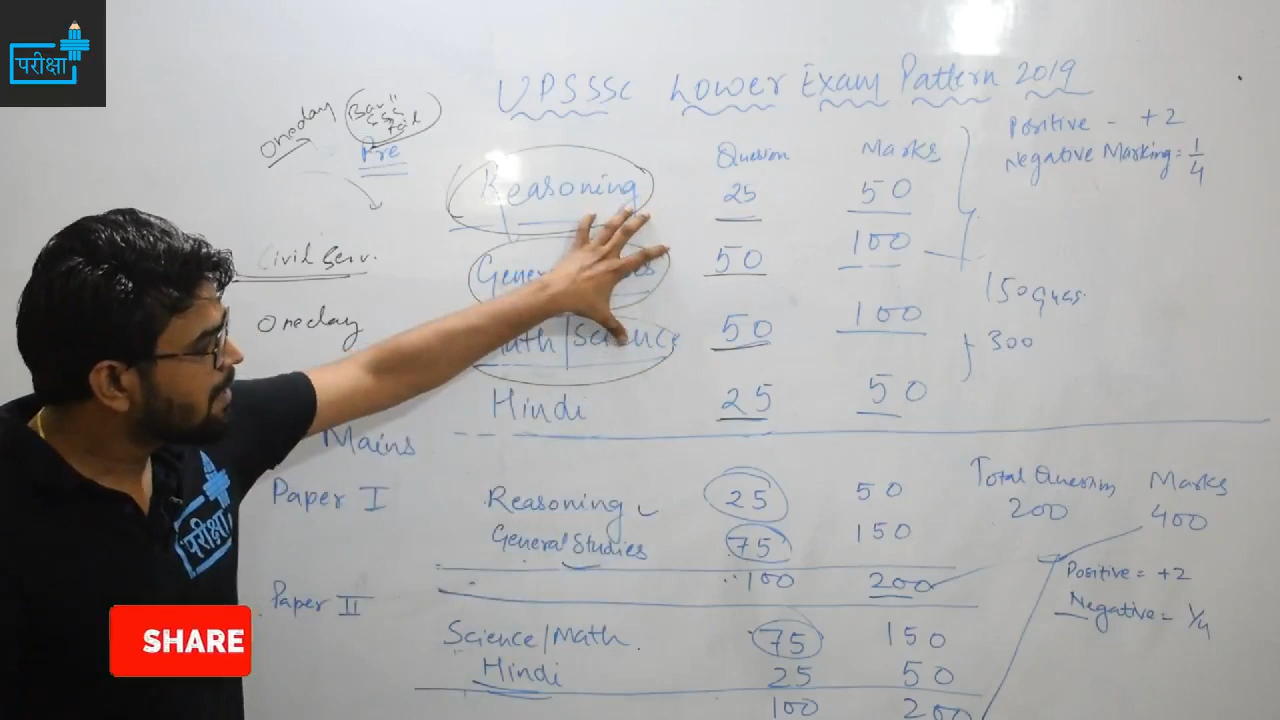 परीक्षा
UPSSSC Lower Exam Pattern 2019
Oneday
Pre
Question Marks
Positive - +2
Negative Marking = 1/4
Reasoning 25 50
50 100
Civil Serv.
150 Ques.
Oneday
Math/Science 50 100
300
Hindi 25 50
Mains
Paper I
Reasoning 25 50
General Studies 75 150
100 200
Total Question Marks
200 400
Positive = +2
Negative = 1/4
Paper II
Science/Math 75 150
Hindi 25 50
100 200
परीक्षा
SHARE